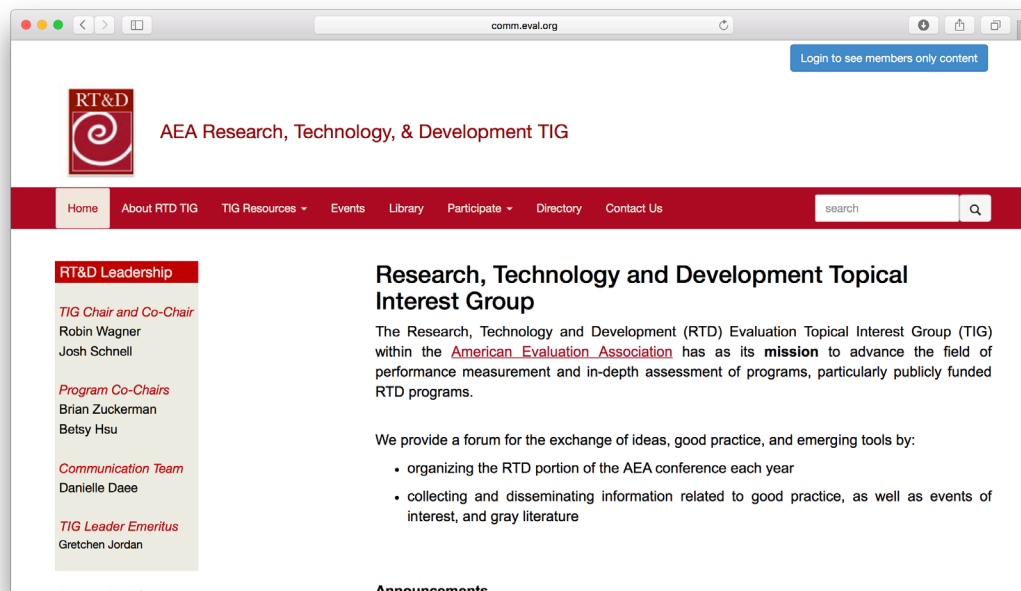 comm.eval.org
Login to see members only content
RT&D
AEA Research, Technology, & Development TIG
Home About RTD TIG TIG Resources Events Library Participate Directory Contact Us search
RT&D Leadership
TIG Chair and Co-Chair
Robin Wagner
Josh Schnell
Program Co-Chairs
Brian Zuckerman
Betsy Hsu
Communication Team
Danielle Daee
TIG Leader Emeritus
Gretchen Jordan
Research, Technology and Development Topical
Interest Group
The Research, Technology and Development (RTD) Evaluation Topical Interest Group (TIG)
within the American Evaluation Association has as its mission to advance the field of
performance measurement and in-depth assessment of programs, particularly publicly funded
RTD programs.
We provide a forum for the exchange of ideas, good practice, and emerging tools by:
• organizing the RTD portion of the AEA conference each year
• collecting and disseminating information related to good practice, as well as events of
interest, and gray literature
Announcements